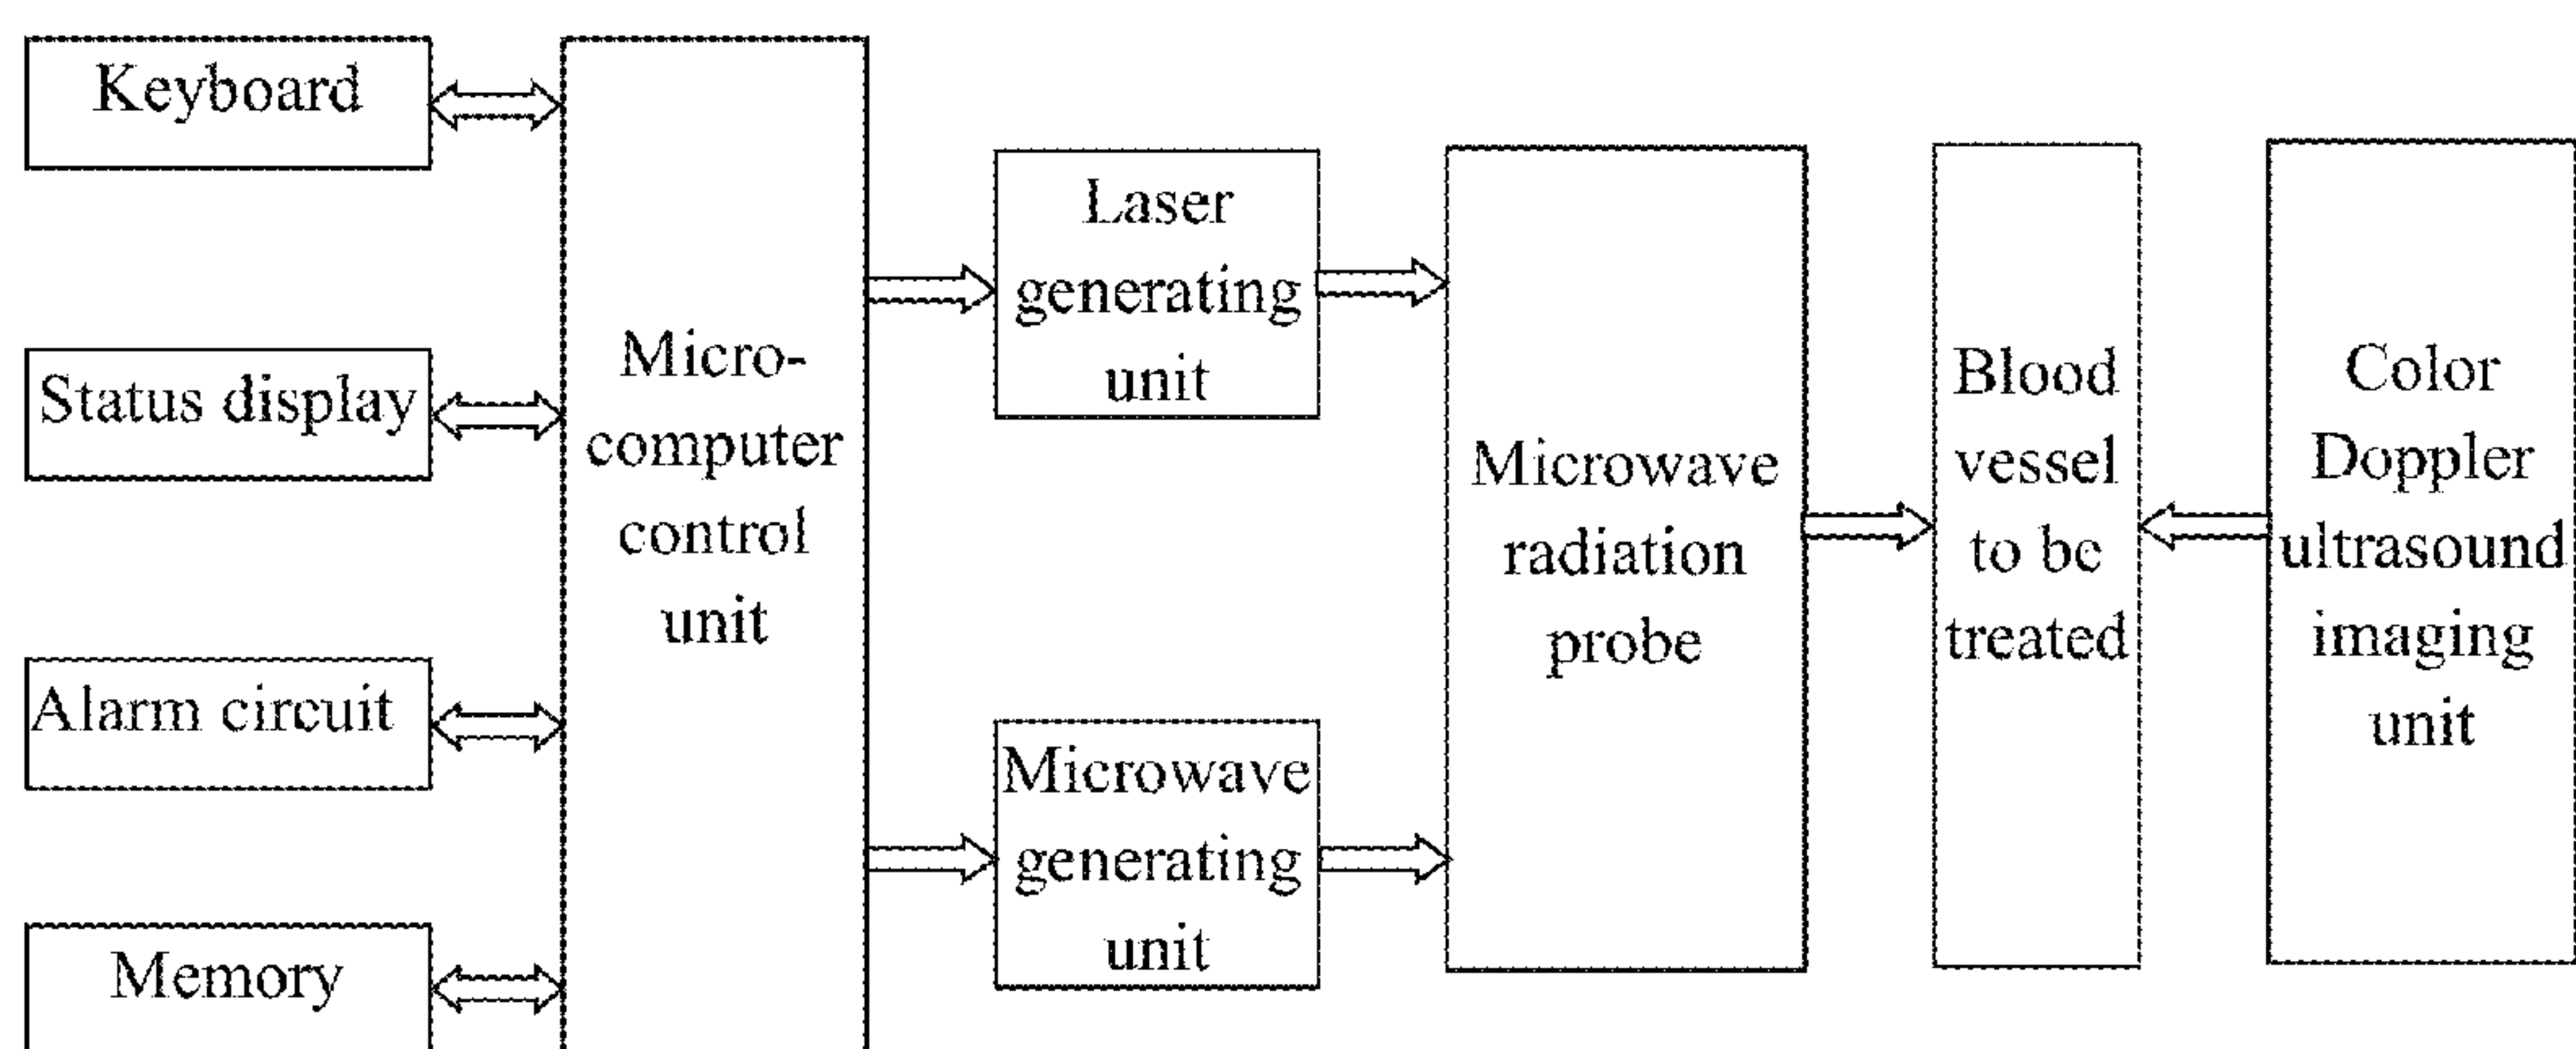 Keyboard
Status display
Alarm circuit
Memory
Micro-
computer
control
unit
Laser
generating
unit
Microwave
generating
unit
Microwave
radiation
probe
Blood
vessel
to be
treated
Color
Doppler
ultrasound
imaging
unit